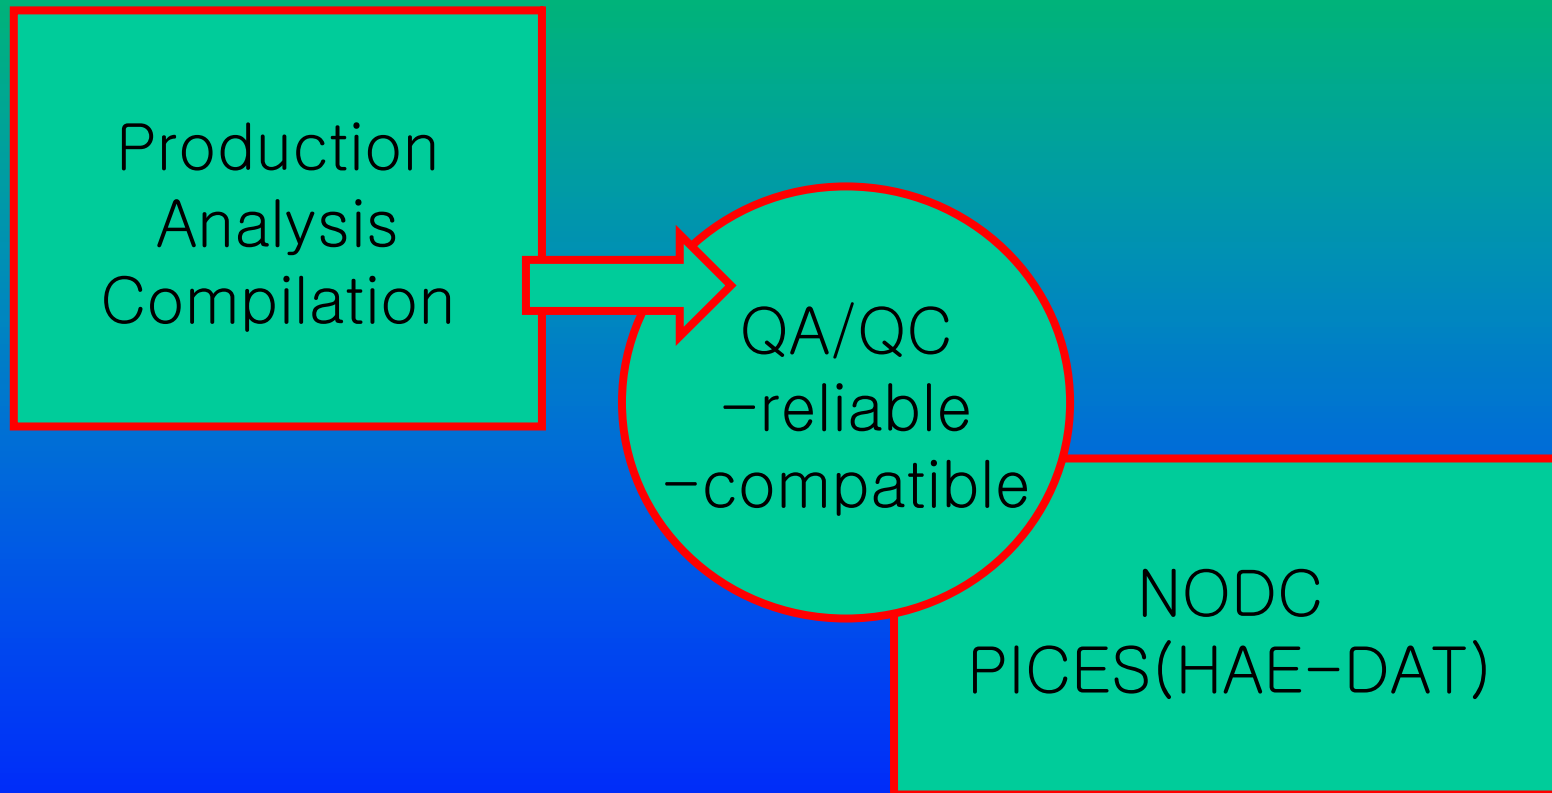 Production
Analysis
Compilation
QA/QC
-reliable
-compatible
NODC
PICES(HAE-DAT)